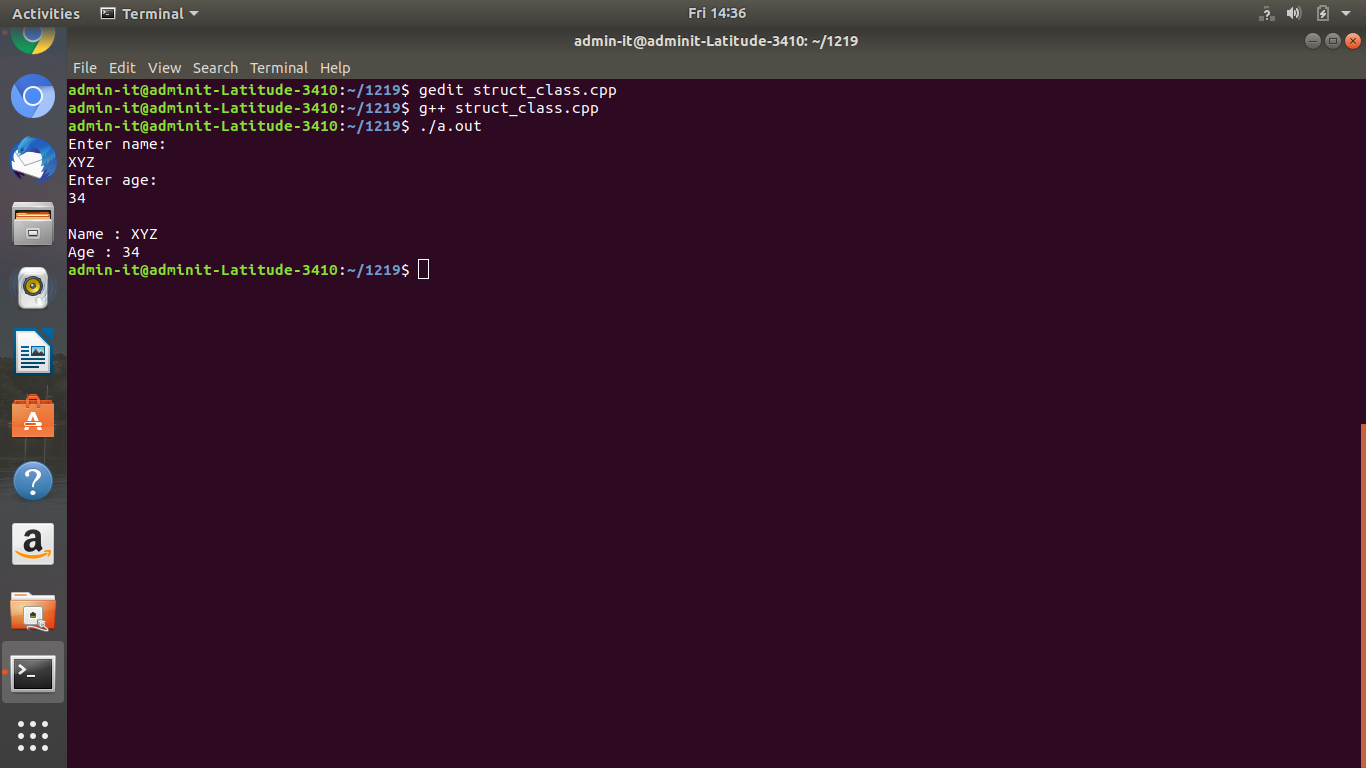 Activities Terminal Fri 14:36
admin-it@adminit-Latitude-3410: ~/1219
File Edit View Search Terminal Help
admin-it@adminit-Latitude-3410:~/1219$ gedit struct_class.cpp
admin-it@adminit-Latitude-3410:~/1219$ g++ struct_class.cpp
admin-it@adminit-Latitude-3410:~/1219$ ./a.out
Enter name:
XYZ
Enter age:
34
Name : XYZ
Age : 34
admin-it@adminit-Latitude-3410:~/1219$